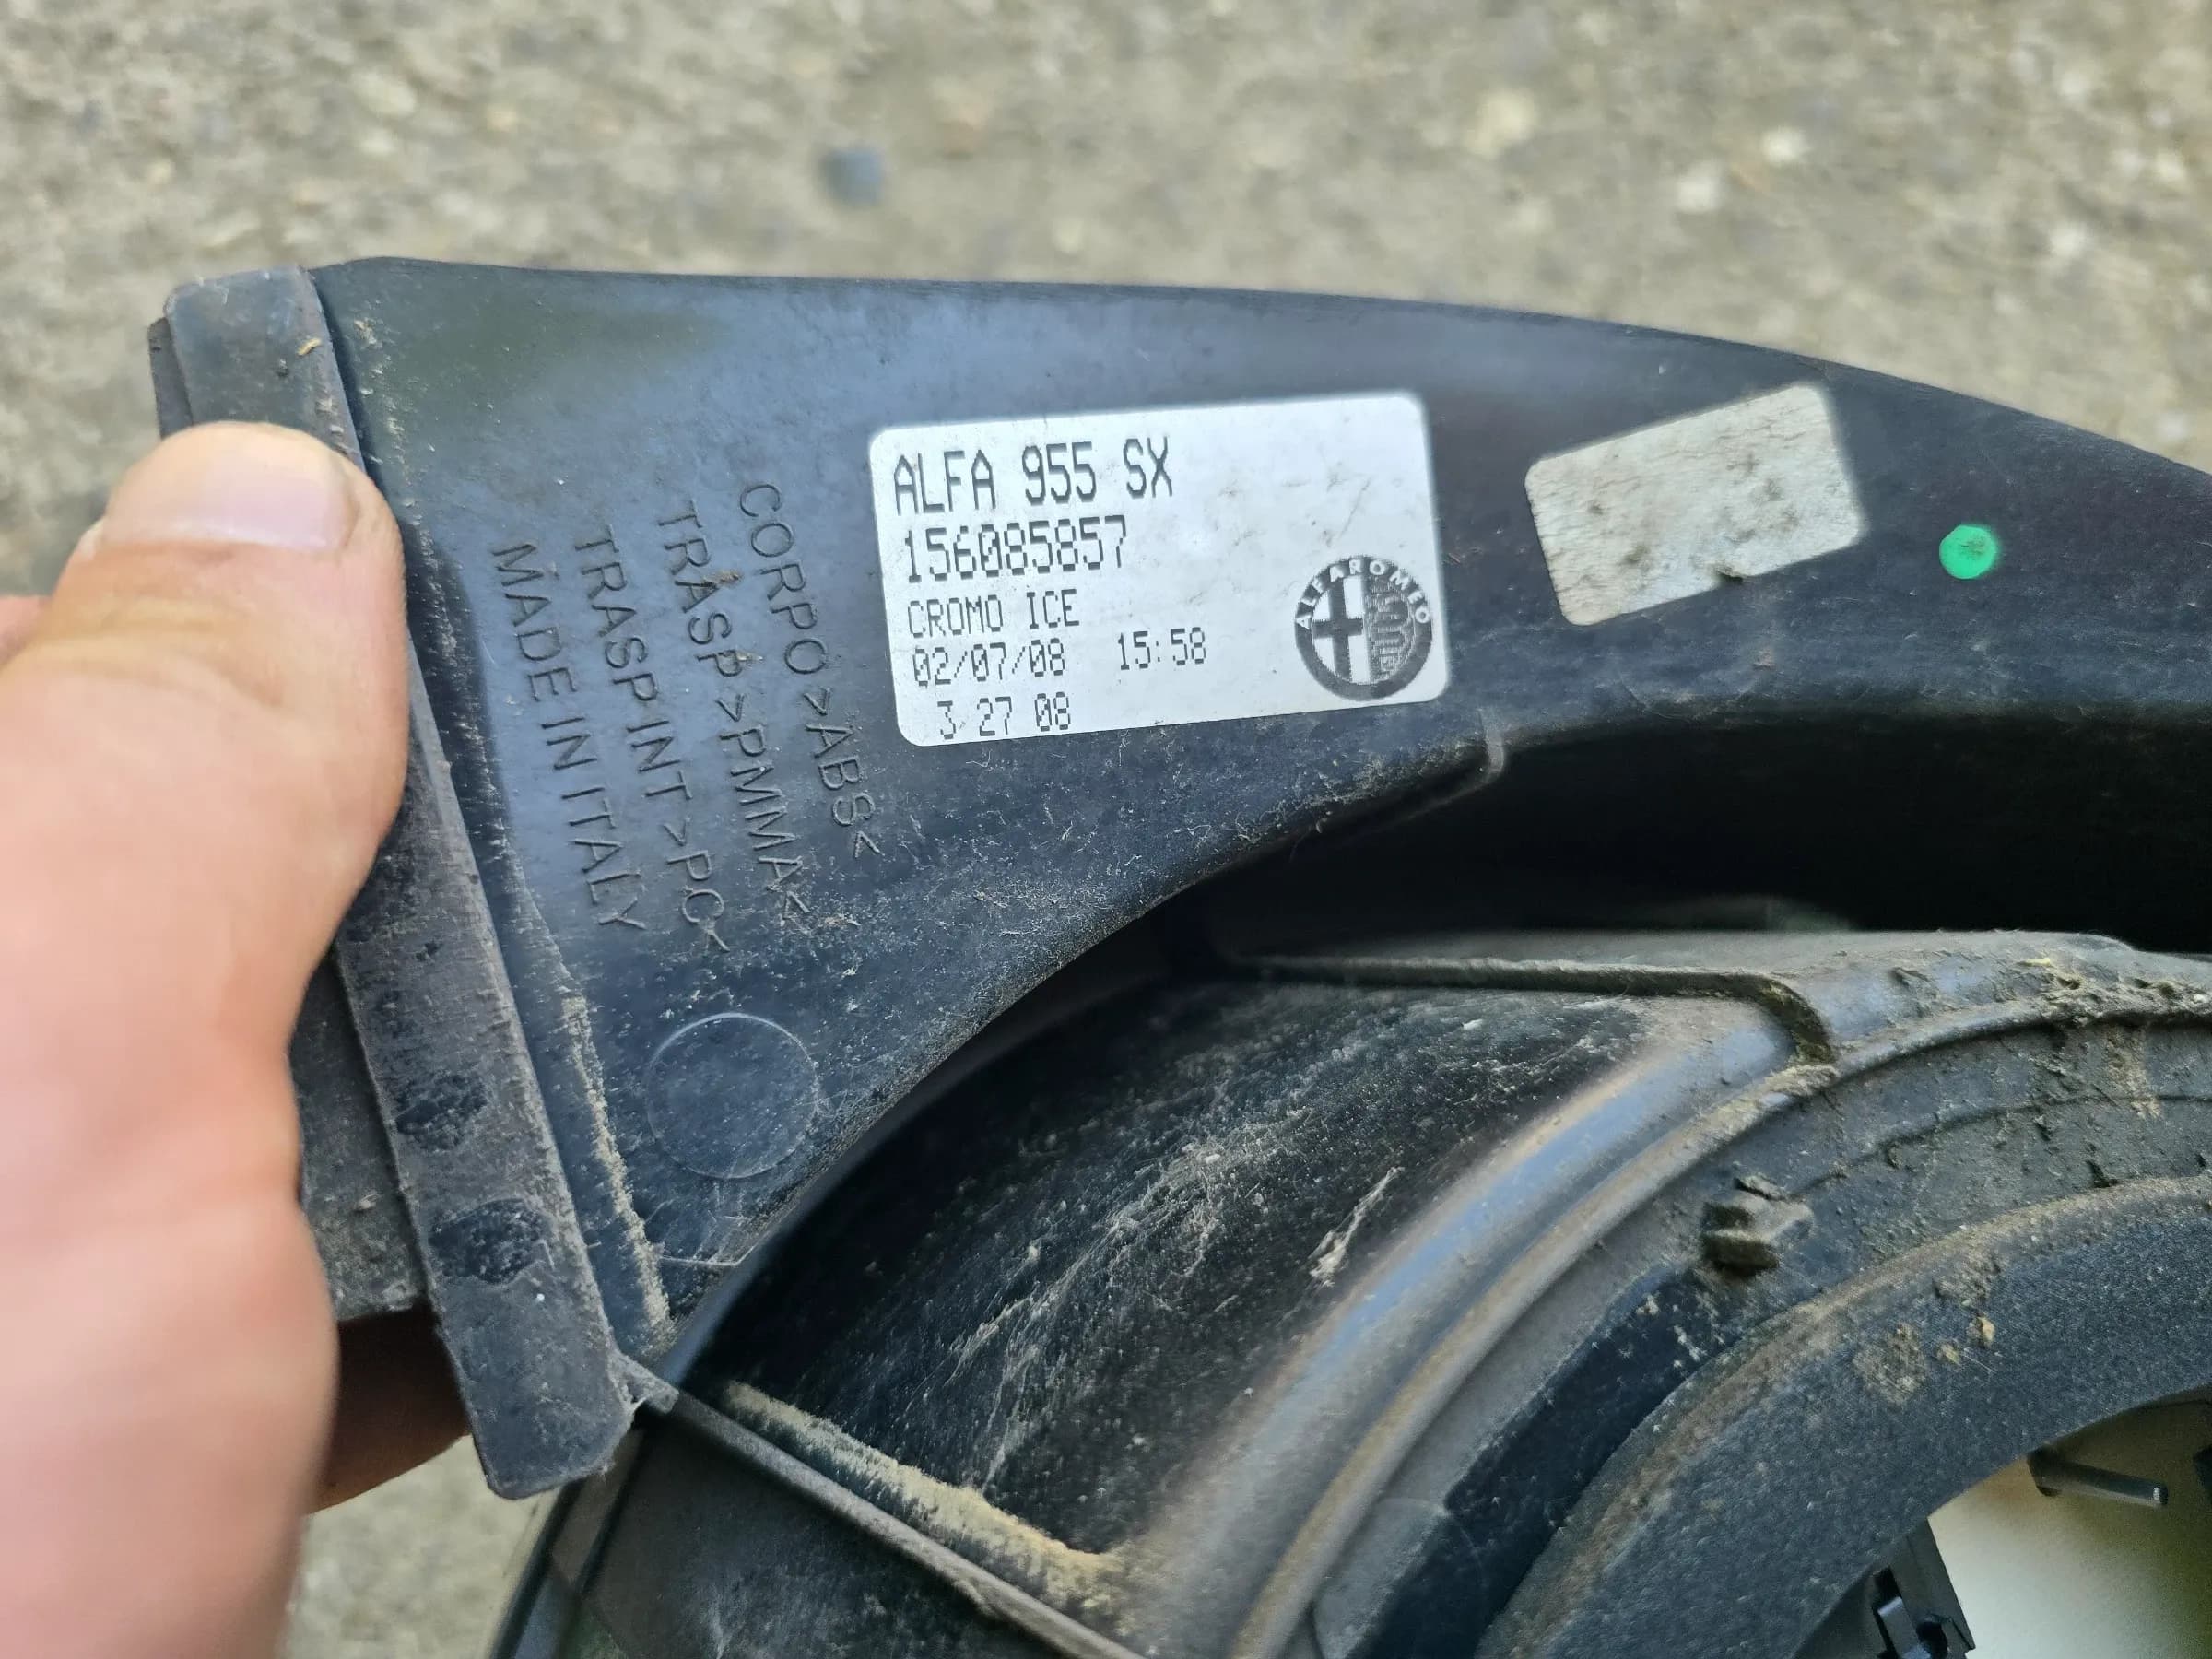 ALFA 955 SX
156085857
CROMO ICE
02/07/08 15:58
3/27 08
ALFA ROMEO
CORPO >ABS<
TRASP >PMMA<
TRASP INT >PC<
MADE IN ITALY